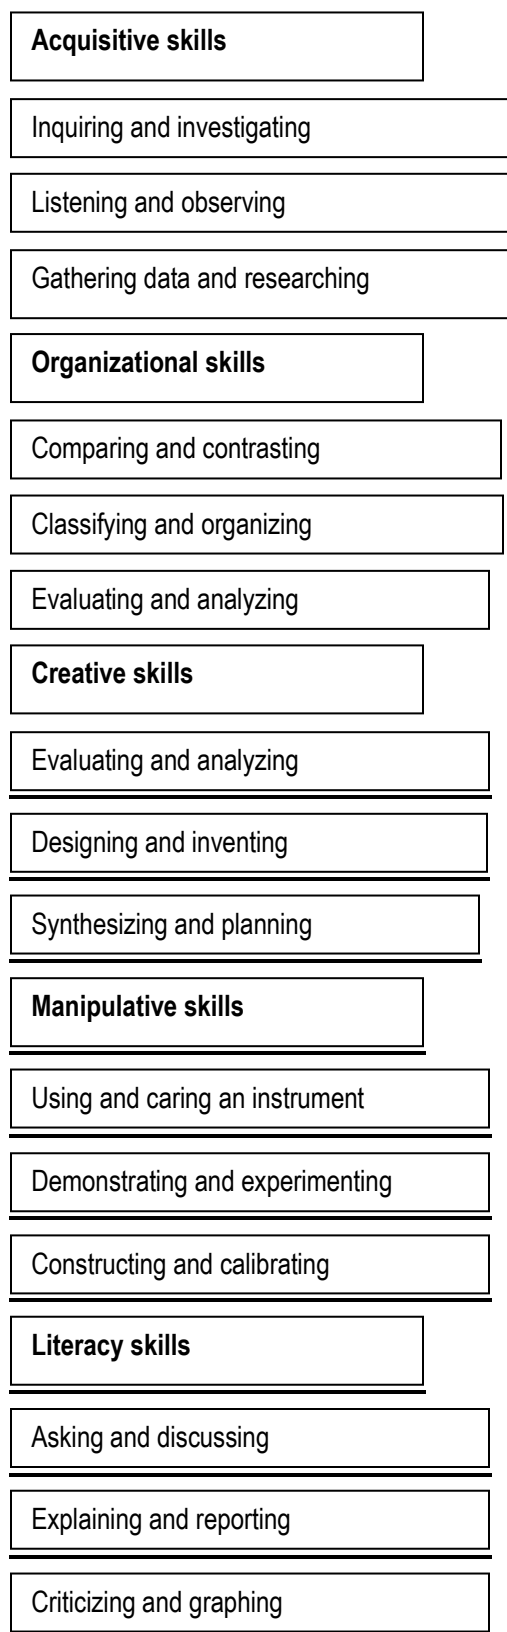 Acquisitive skills
Inquiring and investigating
Listening and observing
Gathering data and researching
Organizational skills
Comparing and contrasting
Classifying and organizing
Evaluating and analyzing
Creative skills
Evaluating and analyzing
Designing and inventing
Synthesizing and planning
Manipulative skills
Using and caring an instrument
Demonstrating and experimenting
Constructing and calibrating
Literacy skills
Asking and discussing
Explaining and reporting
Criticizing and graphing